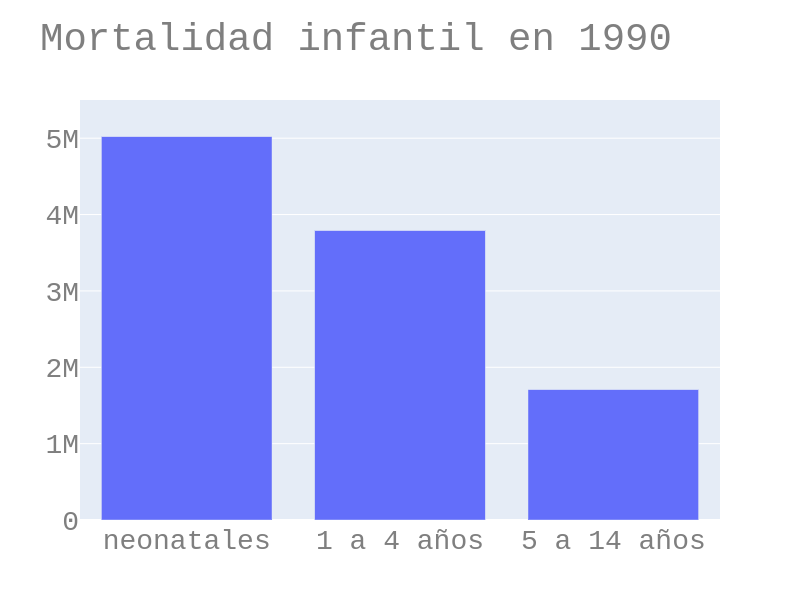 Mortalidad infantil en 1990
5M
4M
3M
2M
1M
0
neonatales
1 a 4 años
5 a 14 años